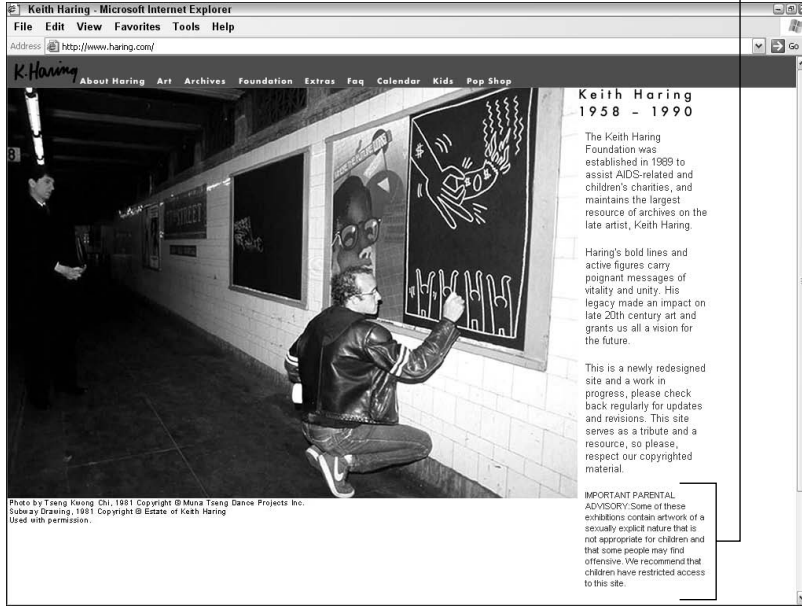 Keith Haring - Microsoft Internet Explorer
File Edit View Favorites Tools Help
Address http://www.haring.com/ Go
K.Haring
About Haring Art Archives Foundation Extras Faq Calendar Kids Pop Shop
8
STREET
$
Keith Haring
1958 – 1990
The Keith Haring
Foundation was
established in 1989 to
assist AIDS-related and
children's charities, and
maintains the largest
resource of archives on the
late artist, Keith Haring.
Haring's bold lines and
active figures carry
poignant messages of
vitality and unity. His
legacy made an impact on
late 20th century art and
grants us all a vision for
the future.
This is a newly redesigned
site and a work in
progress, please check
back regularly for updates
and revisions. This site
serves as a tribute and a
resource, so please,
respect our copyrighted
material.
IMPORTANT PARENTAL
ADVISORY:Some of these
exhibitions contain artwork of a
sexually explicit nature that is
not appropriate for children and
that some people may find
offensive. We recommend that
children have restricted access
to this site.
Photo by Tseng Kwong Chi, 1981 Copyright © Muna Tseng Dance Projects Inc.
Subway Drawing, 1981 Copyright © Estate of Keith Haring
Used with permission.